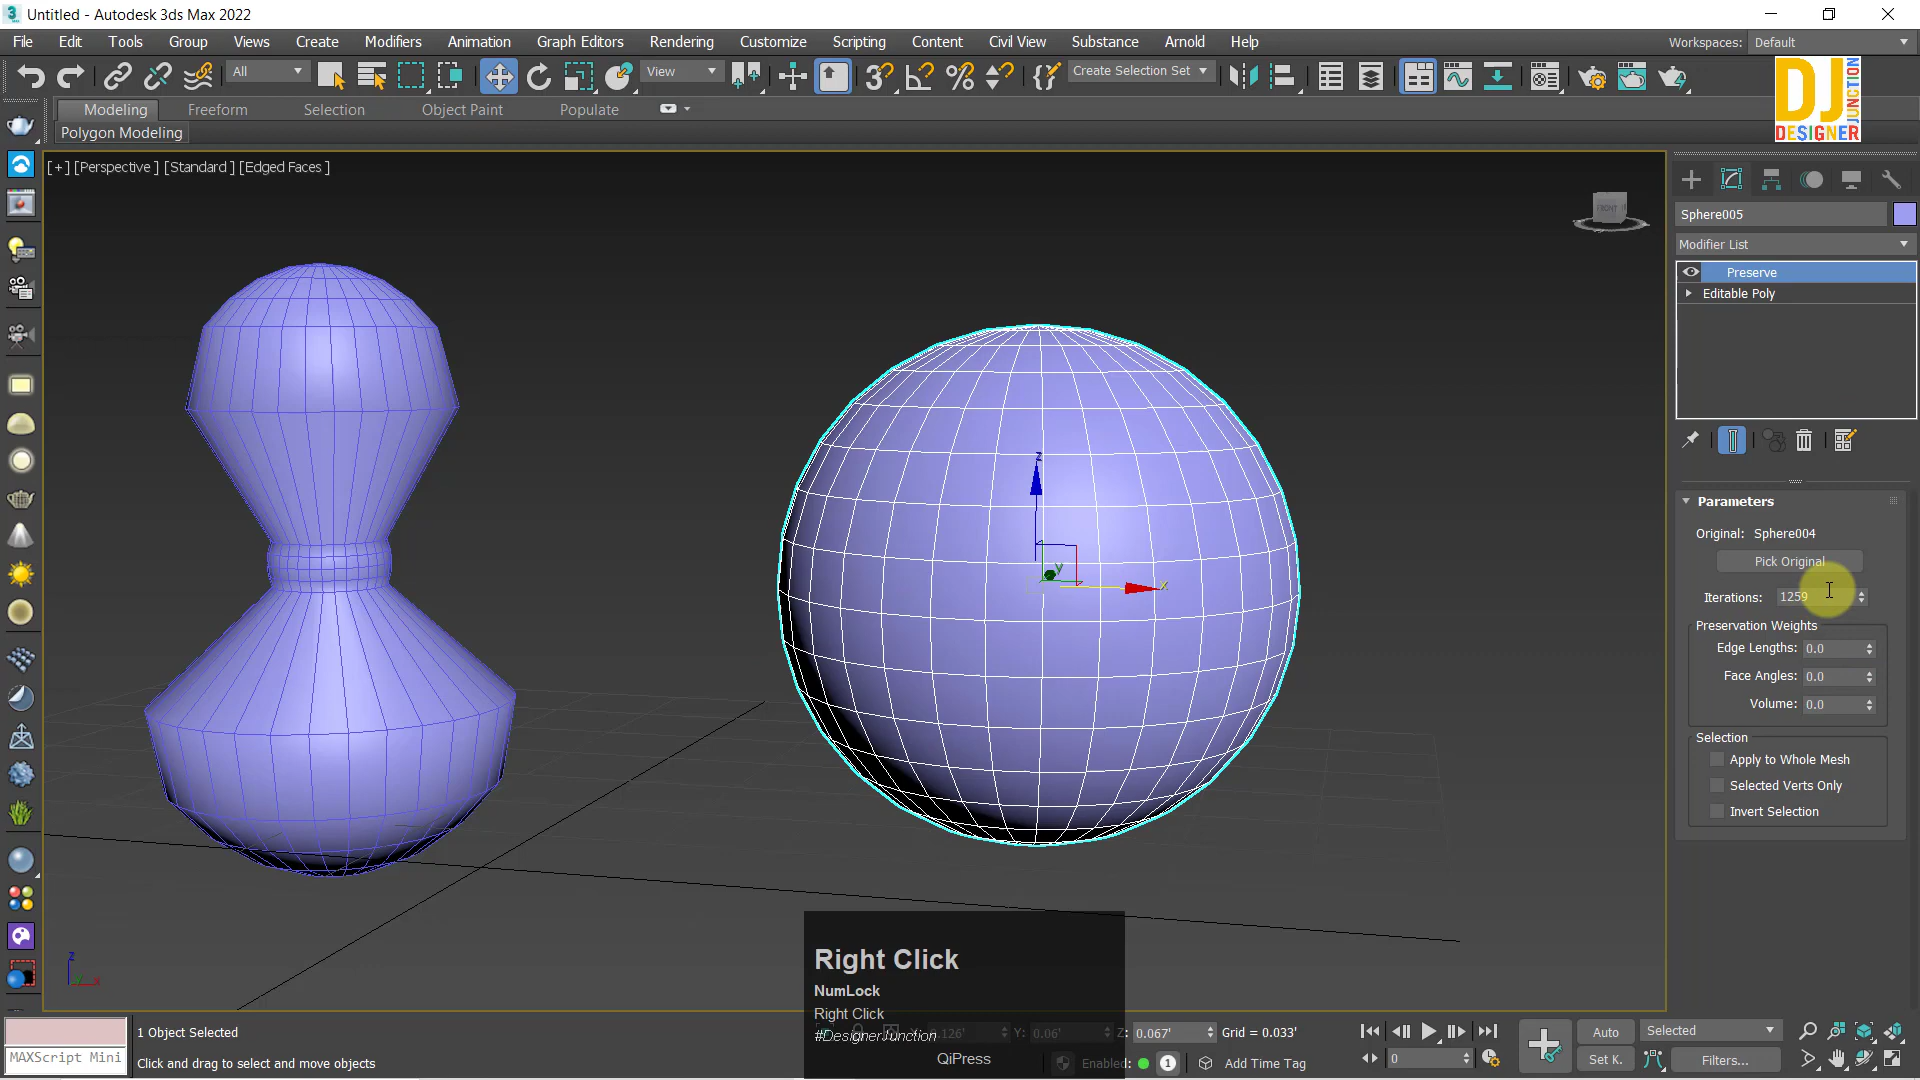 Untitled - Autodesk 3ds Max 2022
File Edit Tools Group Views Create Modifiers Animation Graph Editors Rendering Customize Scripting Content Civil View Substance Arnold Help
Workspaces: Default
All
View
Create Selection Set
DJ JUNCTION
DESIGNER
Modeling Freeform Selection Object Paint Populate
Polygon Modeling
[+] [Perspective ] [Standard ] [Edged Faces ]
FRONT
Sphere005
Modifier List
Preserve
Editable Poly
Parameters
Original: Sphere004
Pick Original
Iterations: 1259
Preservation Weights
Edge Lengths: 0.0
Face Angles: 0.0
Volume: 0.0
Selection
Apply to Whole Mesh
Selected Verts Only
Invert Selection
z
y
x
z
x
Right Click
NumLock
Right Click
#DesignerJunction
QiPress
MAXScript Mini
1 Object Selected
Click and drag to select and move objects
Y: 0.06' Z: 0.067' Grid = 0.033'
Enabled: 1 Add Time Tag
0
Auto Selected
Set K. Filters...